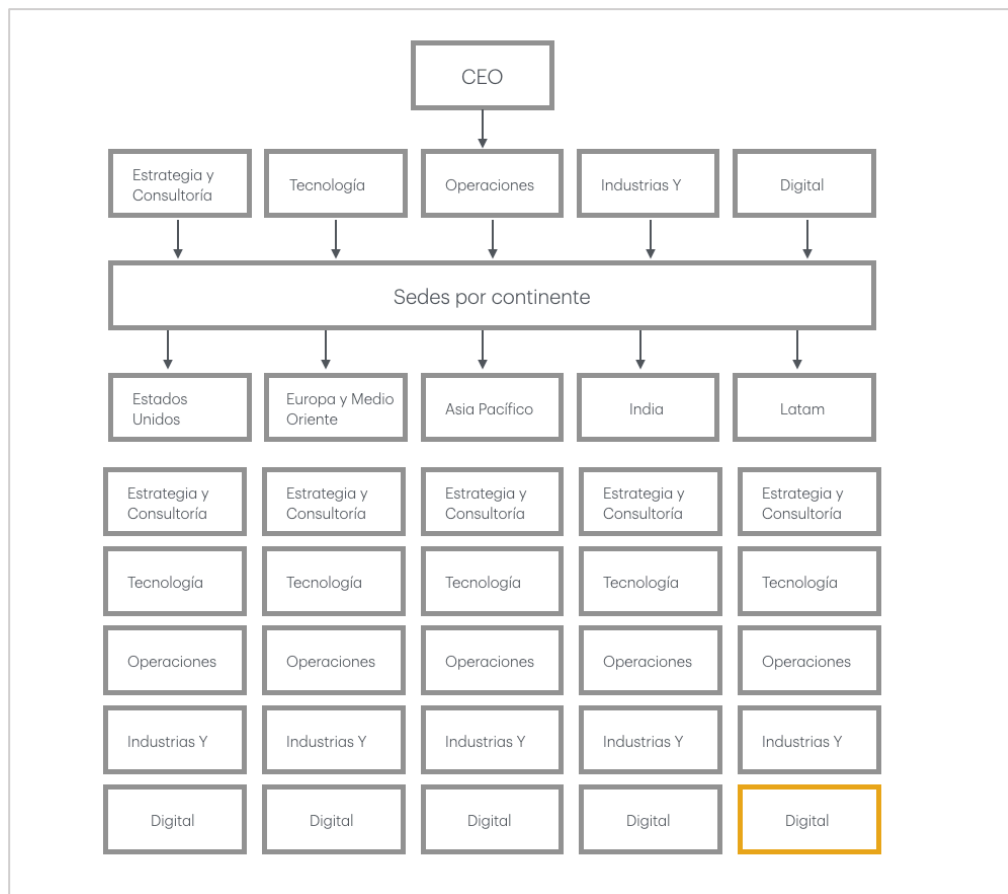 CEO
Estrategia y
Consultoría
Tecnología
Operaciones
Industrias Y
Digital
Sedes por continente
Estados
Unidos
Europa y Medio
Oriente
Asia Pacífico
India
Latam
Estrategia y
Consultoría
Estrategia y
Consultoría
Estrategia y
Consultoría
Estrategia y
Consultoría
Estrategia y
Consultoría
Tecnología
Tecnología
Tecnología
Tecnología
Tecnología
Operaciones
Operaciones
Operaciones
Operaciones
Operaciones
Industrias Y
Industrias Y
Industrias Y
Industrias Y
Industrias Y
Digital
Digital
Digital
Digital
Digital